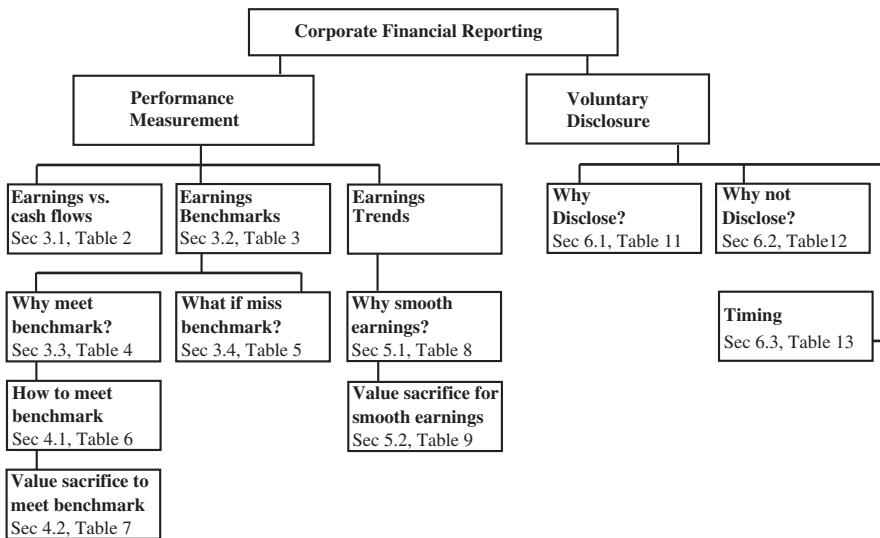 Corporate Financial Reporting
Performance
Measurement
Voluntary
Disclosure
Earnings vs.
cash flows
Sec 3.1, Table 2
Earnings
Benchmarks
Sec 3.2, Table 3
Earnings
Trends
Why
Disclose?
Sec 6.1, Table 11
Why not
Disclose?
Sec 6.2, Table12
Why meet
benchmark?
Sec 3.3, Table 4
What if miss
benchmark?
Sec 3.4, Table 5
Why smooth
earnings?
Sec 5.1, Table 8
Timing
Sec 6.3, Table 13
How to meet
benchmark
Sec 4.1, Table 6
Value sacrifice for
smooth earnings
Sec 5.2, Table 9
Value sacrifice to
meet benchmark
Sec 4.2, Table 7